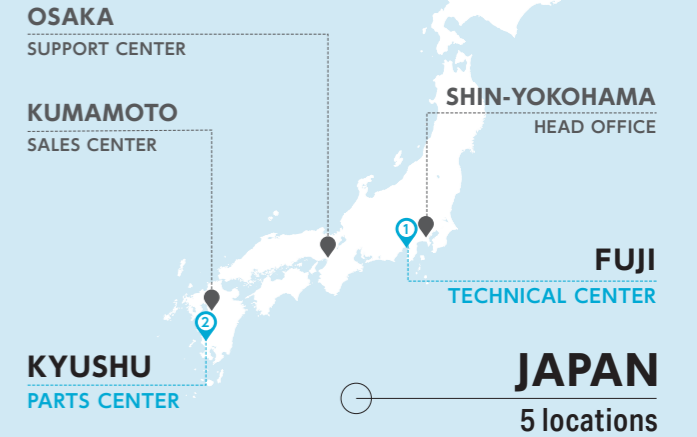 OSAKA
SUPPORT CENTER
KUMAMOTO
SALES CENTER
SHIN-YOKOHAMA
HEAD OFFICE
1
FUJI
TECHNICAL CENTER
2
KYUSHU
PARTS CENTER
JAPAN
5 locations